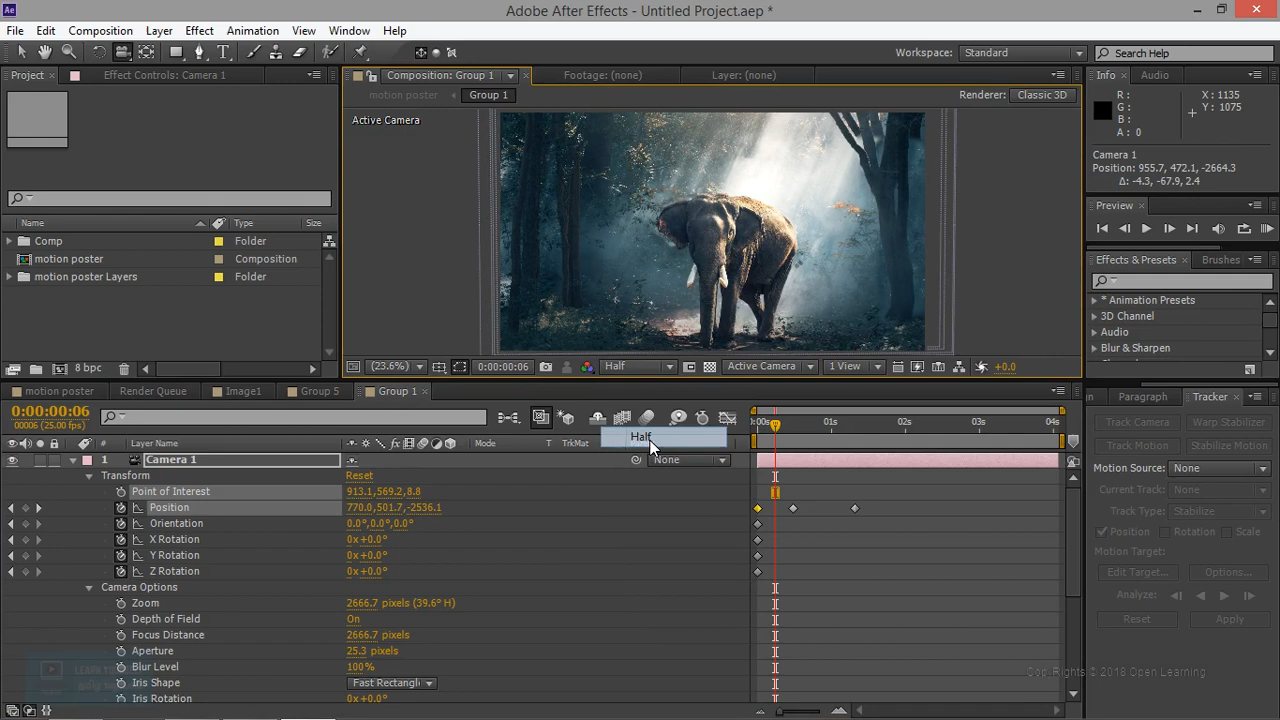 Ae Adobe After Effects - Untitled Project.aep *
File Edit Composition Layer Effect Animation View Window Help
Workspace: Standard Search Help
Project Effect Controls: Camera 1 Composition: Group 1 Footage: (none) Layer: (none) Info Audio
motion poster Group 1 Renderer: Classic 3D
Active Camera
R: X: 1135
G: Y: 1075
B:
A: 0
Camera 1
Position: 955.7, 472.1, -2664.3
Δ: -4.3, -67.9, 2.4
Preview
Name Type Size
Comp Folder
motion poster Composition
motion poster Layers Folder
Effects & Presets Brushes
* Animation Presets
3D Channel
Audio
Blur & Sharpen
8 bpc
(23.6%) 0:00:00:06 Half Active Camera 1 View +0.0
motion poster Render Queue Image1 Group 5 Group 1
Paragraph Tracker
0:00:00:06
00006 (25.00 fps)
:00s 01s 02s 03s 04s
Half
# Layer Name Mode T TrkMat
1 Camera 1 None
Transform Reset
Point of Interest 913.1,569.2,8.8
Position 770.0,501.7,-2536.1
Orientation 0.0°,0.0°,0.0°
X Rotation 0x+0.0°
Y Rotation 0x+0.0°
Z Rotation 0x+0.0°
Camera Options
Zoom 2666.7 pixels (39.6° H)
Depth of Field On
Focus Distance 2666.7 pixels
Aperture 25.3 pixels
Blur Level 100%
Iris Shape Fast Rectangl
Iris Rotation 0x+0.0°
Track Camera Warp Stabilizer
Track Motion Stabilize Motion
Motion Source: None
Current Track: None
Track Type: Stabilize
Position Rotation Scale
Motion Target:
Edit Target... Options...
Analyze:
Reset Apply
CopyRights © 2018 Open Learning